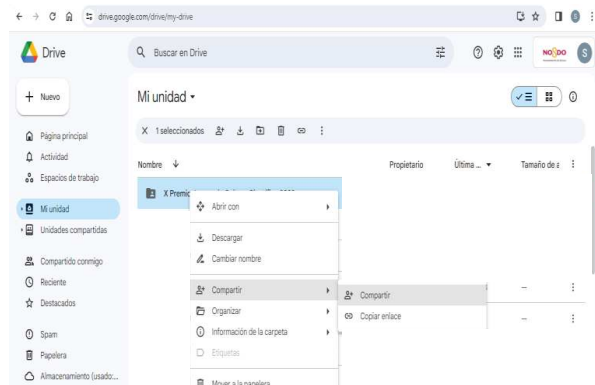 drive.google.com/drive/my-drive
S
Drive
Buscar en Drive
NO8DO
S
Nuevo
Mi unidad
1 seleccionados
Página principal
Actividad
Espacios de trabajo
Nombre
Propietario
Última ...
Tamaño de a
X Premio
Mi unidad
Unidades compartidas
Abrir con
Descargar
Cambiar nombre
Compartido conmigo
Reciente
Destacados
Compartir
Compartir
Organizar
Copiar enlace
Información de la carpeta
Etiquetas
Spam
Papelera
Mover a la papelera
Almacenamiento (usado:...